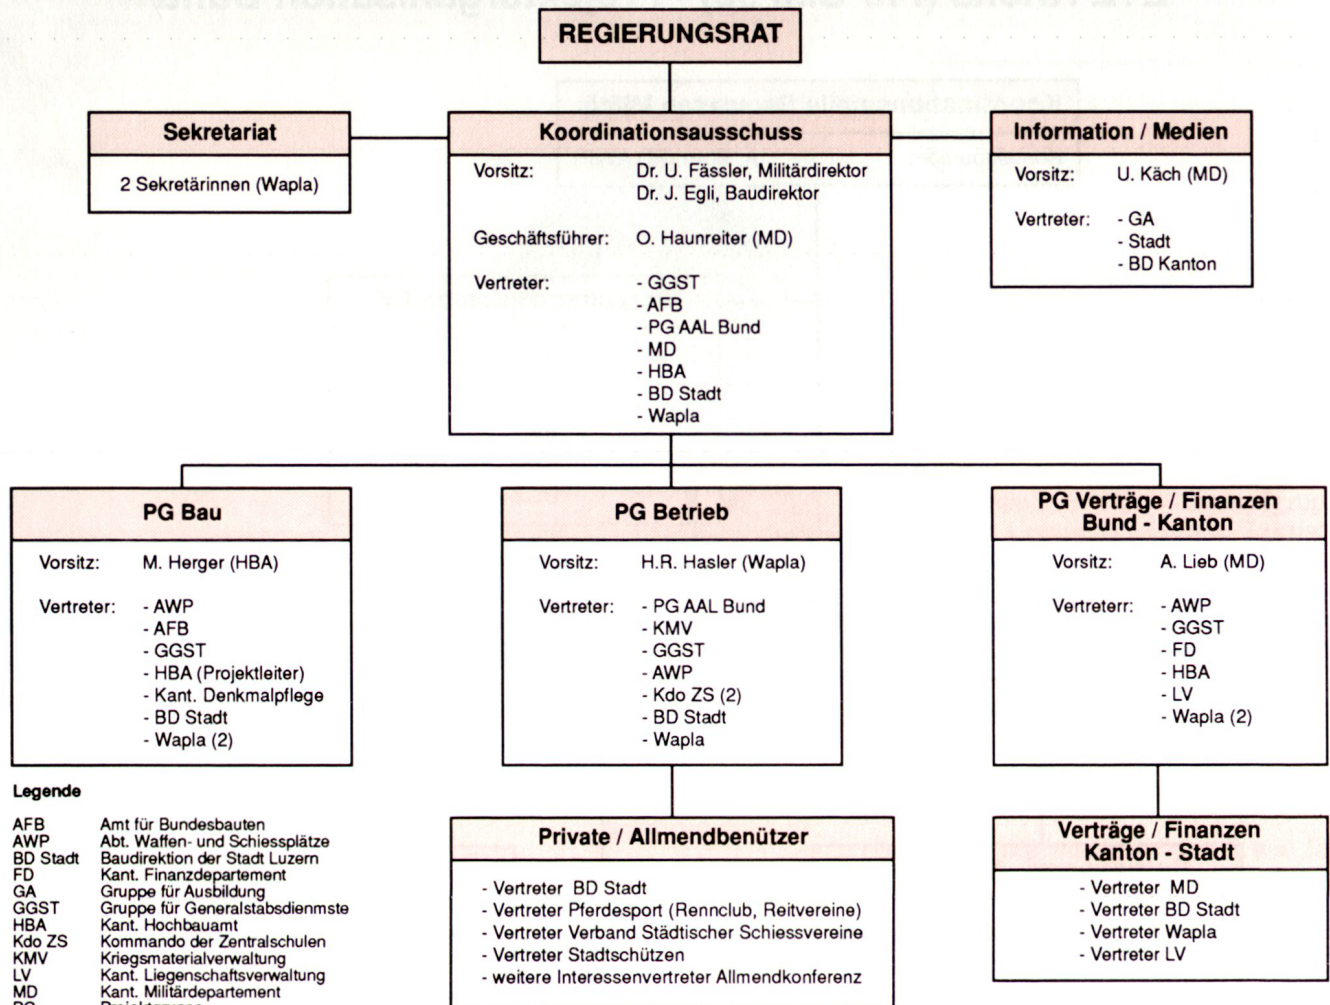 REGIERUNGSRAT
Sekretariat
2 Sekretärinnen (Wapla)
Koordinationsausschuss
Vorsitz: Dr. U. Fässler, Militärdirektor
Dr. J. Egli, Baudirektor
Geschäftsführer: O. Haunreiter (MD)
Vertreter: - GGST
- AFB
- PG AAL Bund
- MD
- HBA
- BD Stadt
- Wapla
Information / Medien
Vorsitz: U. Käch (MD)
Vertreter: - GA
- Stadt
- BD Kanton
PG Bau
Vorsitz: M. Herger (HBA)
Vertreter: - AWP
- AFB
- GGST
- HBA (Projektleiter)
- Kant. Denkmalpflege
- BD Stadt
- Wapla (2)
PG Betrieb
Vorsitz: H.R. Hasler (Wapla)
Vertreter: - PG AAL Bund
- KMV
- GGST
- AWP
- Kdo ZS (2)
- BD Stadt
- Wapla
PG Verträge / Finanzen
Bund - Kanton
Vorsitz: A. Lieb (MD)
Vertreterr: - AWP
- GGST
- FD
- HBA
- LV
- Wapla (2)
Legende
AFB Amt für Bundesbauten
AWP Abt. Waffen- und Schiessplätze
BD Stadt Baudirektion der Stadt Luzern
FD Kant. Finanzdepartement
GA Gruppe für Ausbildung
GGST Gruppe für Generalstabsdienmste
HBA Kant. Hochbauamt
Kdo ZS Kommando der Zentralschulen
KMV Kriegsmaterialverwaltung
LV Kant. Liegenschaftsverwaltung
MD Kant. Militärdepartement
Private / Allmendbenützer
- Vertreter BD Stadt
- Vertreter Pferdesport (Rennclub, Reitvereine)
- Vertreter Verband Städtischer Schiessvereine
- Vertreter Stadtschützen
- weitere Interessenvertreter Allmendkonferenz
Verträge / Finanzen
Kanton - Stadt
- Vertreter MD
- Vertreter BD Stadt
- Vertreter Wapla
- Vertreter LV